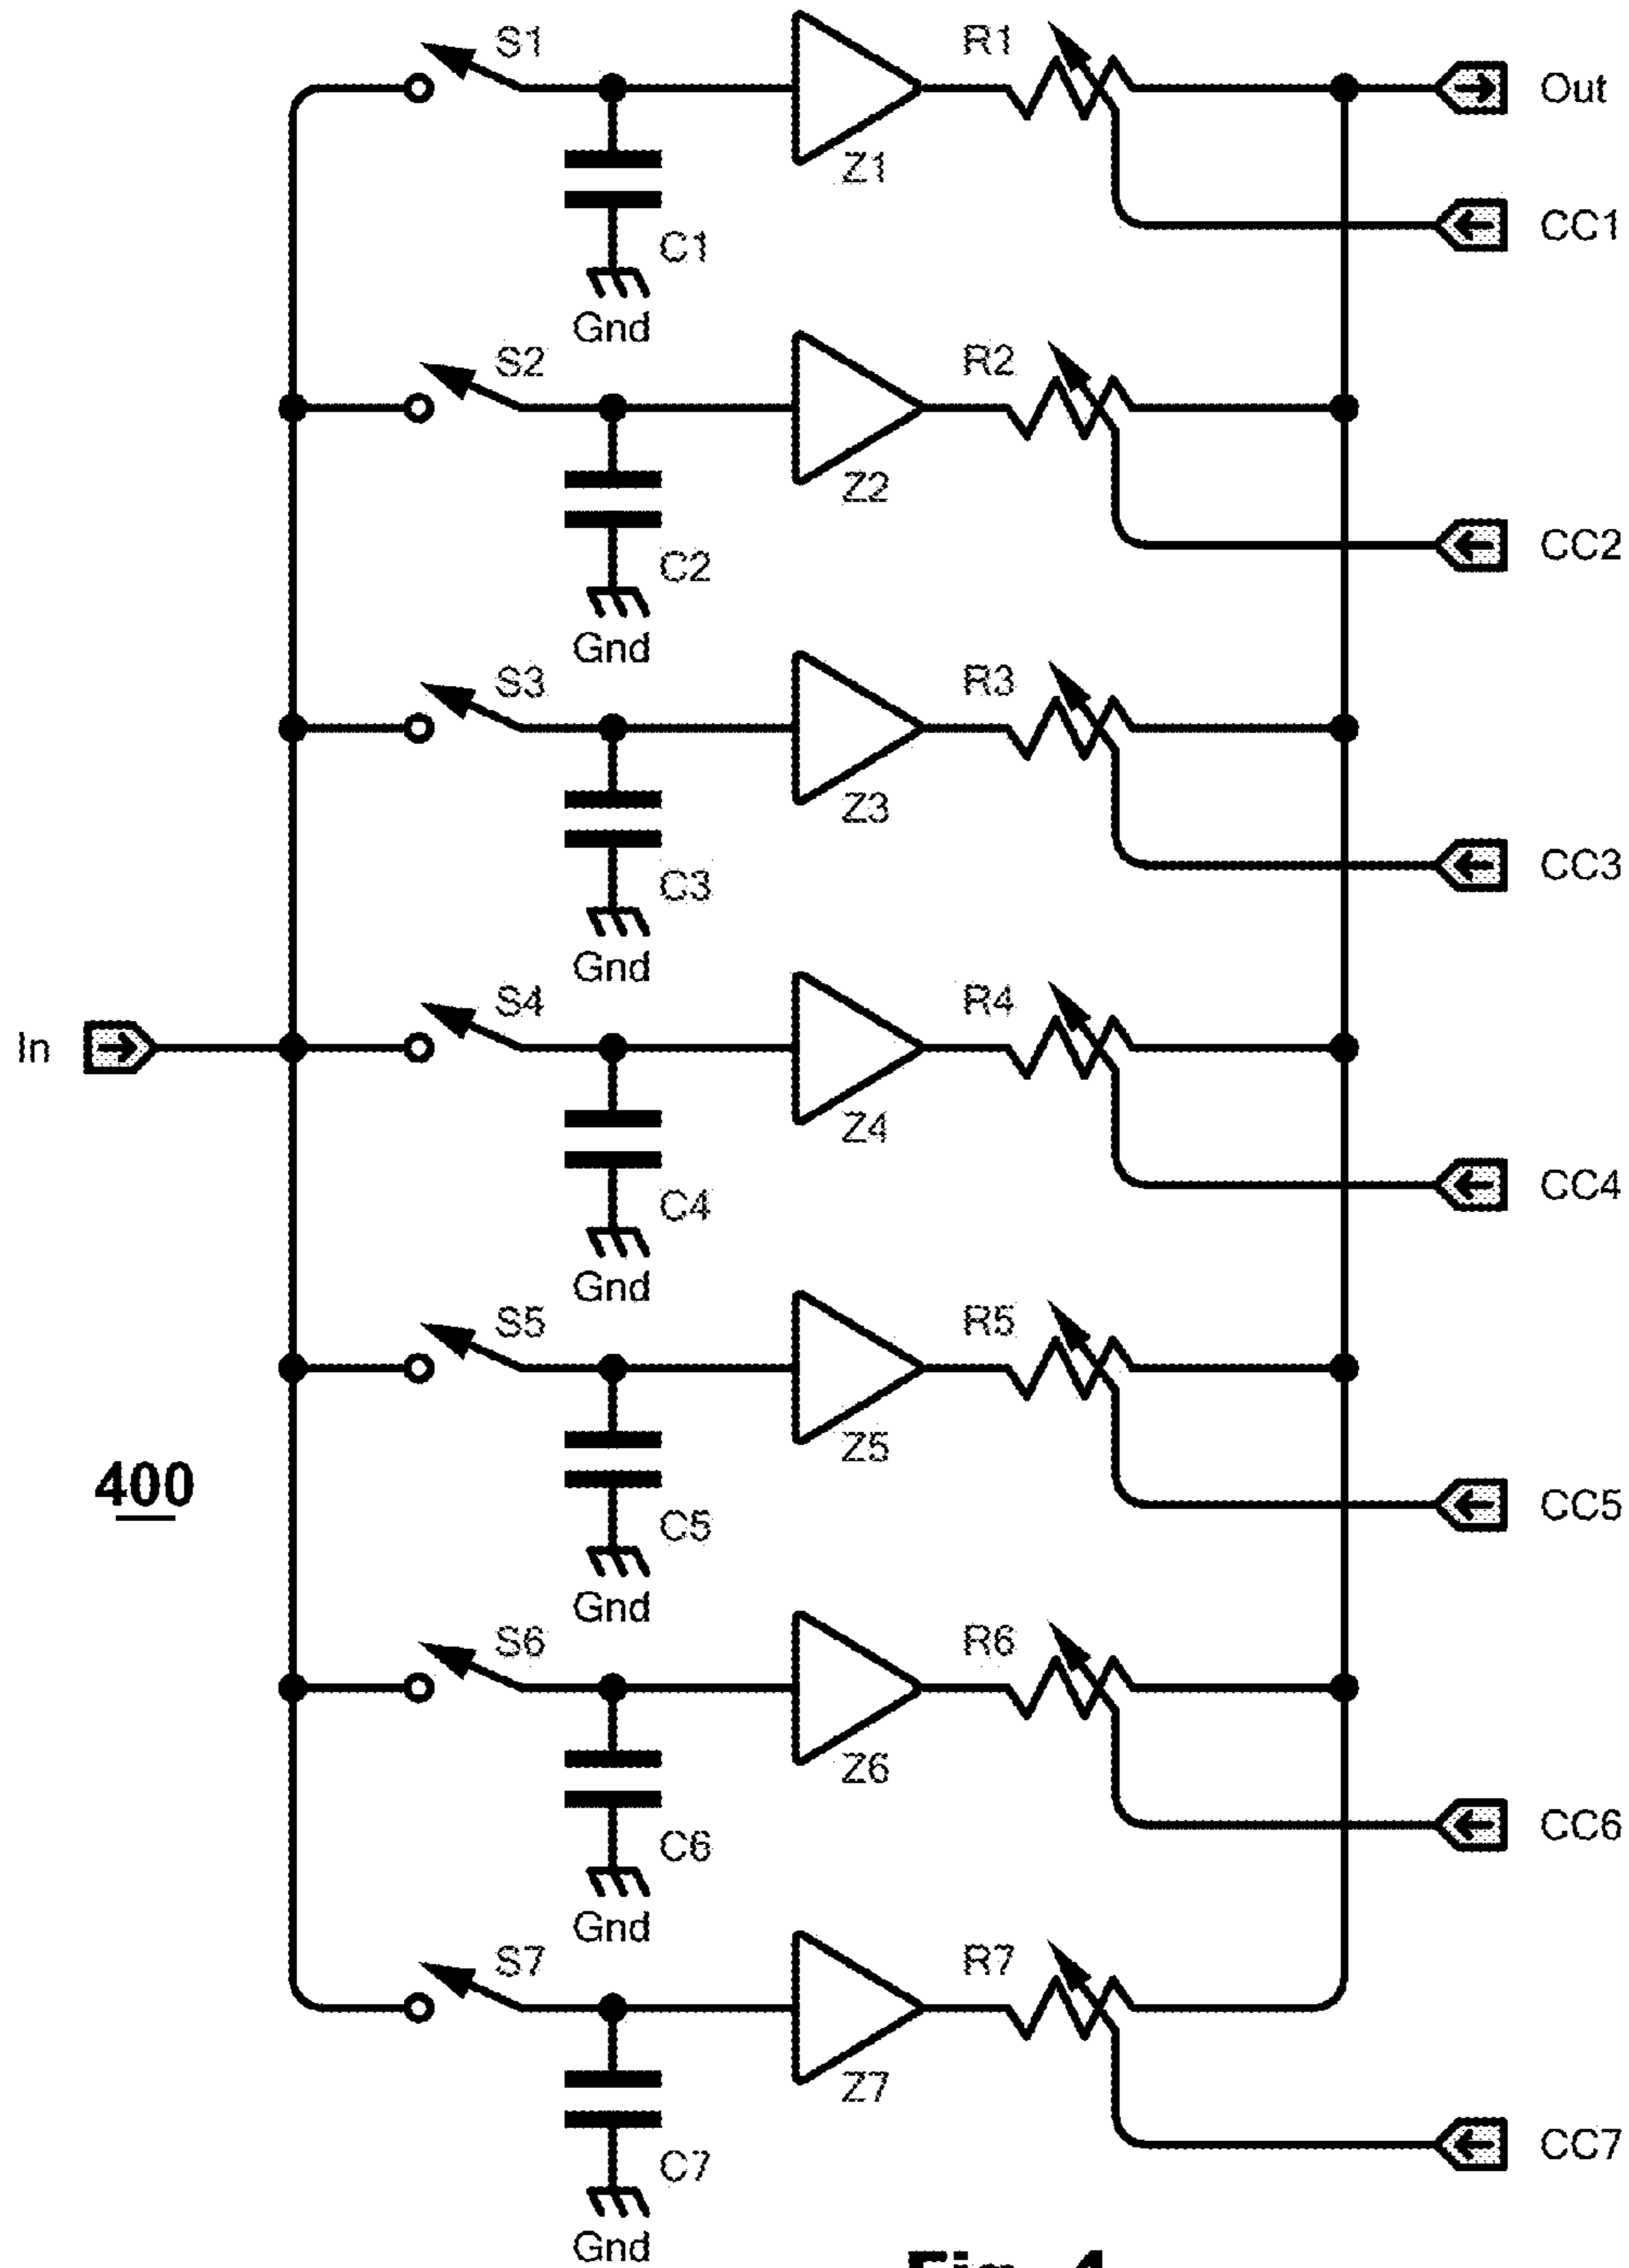 S1
R1
Out
Z1
CC1
C1
Gnd
S2
R2
Z2
CC2
C2
Gnd
S3
R3
Z3
CC3
C3
Gnd
In
S4
R4
Z4
CC4
C4
Gnd
S5
R5
Z5
400
CC5
C5
Gnd
S6
R6
Z6
CC6
C6
Gnd
S7
R7
Z7
CC7
C7
Gnd